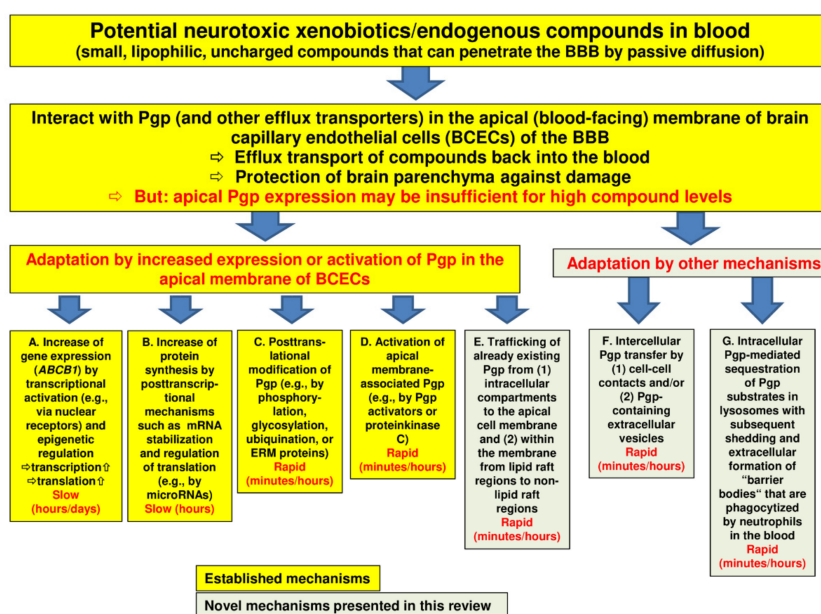 Potential neurotoxic xenobiotics/endogenous compounds in blood
(small, lipophilic, uncharged compounds that can penetrate the BBB by passive diffusion)
Interact with Pgp (and other efflux transporters) in the apical (blood-facing) membrane of brain
capillary endothelial cells (BCECs) of the BBB
⇨ Efflux transport of compounds back into the blood
⇨ Protection of brain parenchyma against damage
⇨ But: apical Pgp expression may be insufficient for high compound levels
Adaptation by increased expression or activation of Pgp in the
apical membrane of BCECs
Adaptation by other mechanisms
A. Increase of
gene expression
(ABCB1) by
transcriptional
activation (e.g.,
via nuclear
receptors) and
epigenetic
regulation
⇨transcription⇧
⇨translation⇧
Slow
(hours/days)
B. Increase of
protein
synthesis by
posttranscrip-
tional
mechanisms
such as mRNA
stabilization
and regulation
of translation
(e.g., by
microRNAs)
Slow (hours)
C. Posttrans-
lational
modification of
Pgp (e.g., by
phosphory-
lation,
glycosylation,
ubiquination, or
ERM proteins)
Rapid
(minutes/hours)
D. Activation of
apical
membrane-
associated Pgp
(e.g., by Pgp
activators or
proteinkinase
C)
Rapid
(minutes/hours)
E. Trafficking of
already existing
Pgp from (1)
intracellular
compartments
to the apical cell
membrane and
(2) within the
membrane from
lipid raft
regions to non-
lipid raft
regions
Rapid
(minutes/hours)
F. Intercellular
Pgp transfer by
(1) cell-cell
contacts and/or
(2) Pgp-
containing
extracellular
vesicles
Rapid
(minutes/hours)
G. Intracellular
Pgp-mediated
sequestration
of Pgp
substrates in
lysosomes with
subsequent
shedding and
extracellular
formation of
“barrier
bodies“ that are
phagocytized
by neutrophils
in the blood
Rapid
(minutes/hours)
Established mechanisms
Novel mechanisms presented in this review